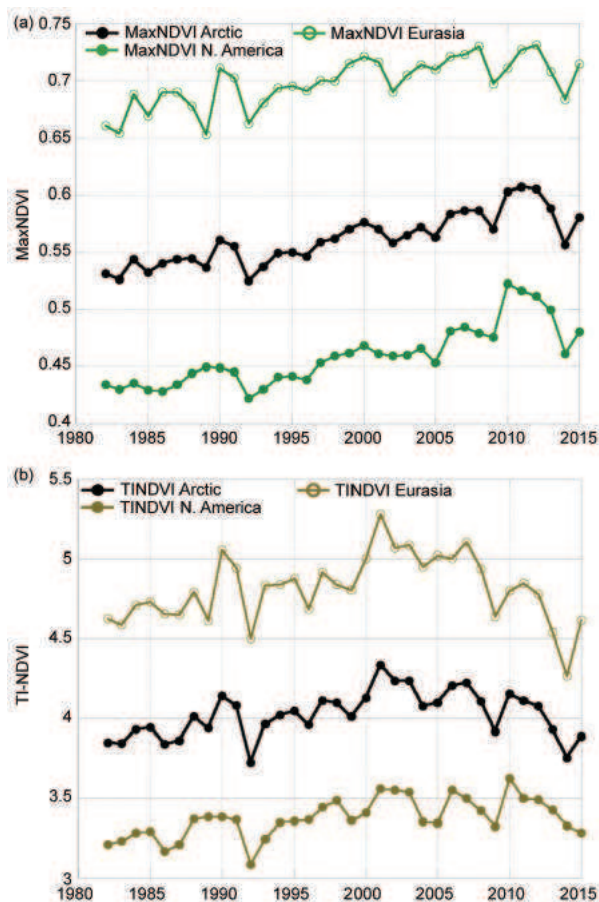 (a)
MaxNDVI Arctic MaxNDVI Eurasia
MaxNDVI N. America
0.75
0.7
0.65
0.6
0.55
0.5
0.45
0.4
MaxNDVI
1980 1985 1990 1995 2000 2005 2010 2015
(b)
TINDVI Arctic TINDVI Eurasia
TINDVI N. America
5.5
5
4.5
4
3.5
3
TI-NDVI
1980 1985 1990 1995 2000 2005 2010 2015